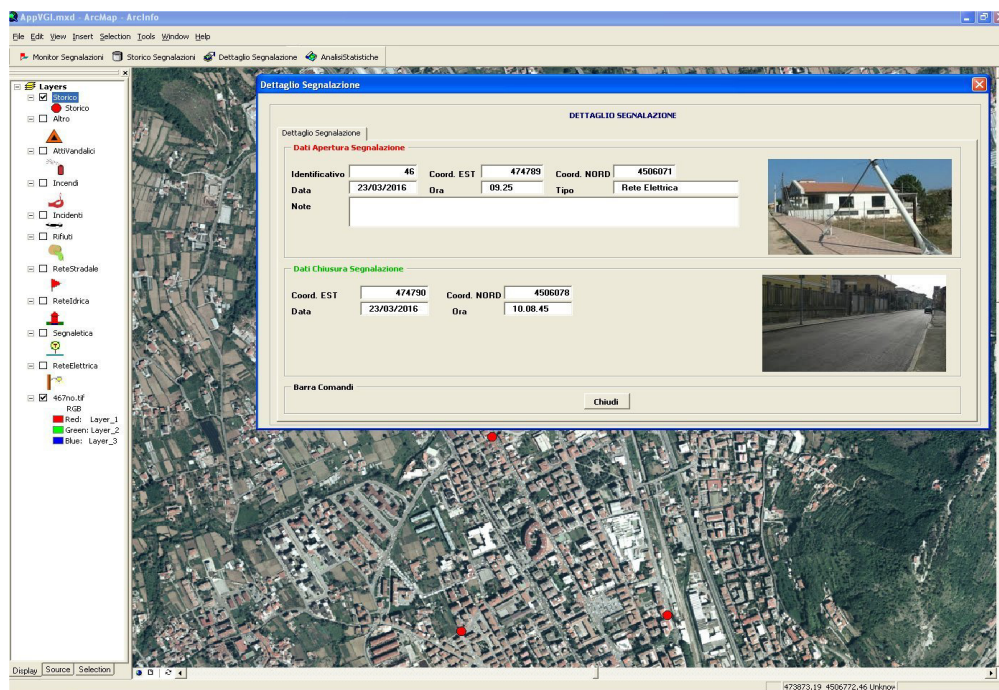 AppVGI.mxd - ArcMap - ArcInfo
File Edit View Insert Selection Tools Window Help
Monitor Segnalazioni Storico Segnalazioni Dettaglio Segnalazione AnalisiStatistiche
Layers
Storico
Storico
Altro
AttiVandalici
Incendi
Incidenti
Rifiuti
ReteStradale
ReteIdrica
Segnaletica
ReteElettrica
467no.tif
RGB
Red: Layer_1
Green: Layer_2
Blue: Layer_3
Display Source Selection
Dettaglio Segnalazione
DETTAGLIO SEGNALAZIONE
Dettaglio Segnalazione
Dati Apertura Segnalazione
Identificativo 46 Coord. EST 474789 Coord. NORD 4506071
Data 23/03/2016 Ora 09.25 Tipo Rete Elettrica
Note
Dati Chiusura Segnalazione
Coord. EST 474790 Coord. NORD 4506078
Data 23/03/2016 Ora 10.08.45
Barra Comandi
Chiudi
473873,19 4506772,46 Unknow